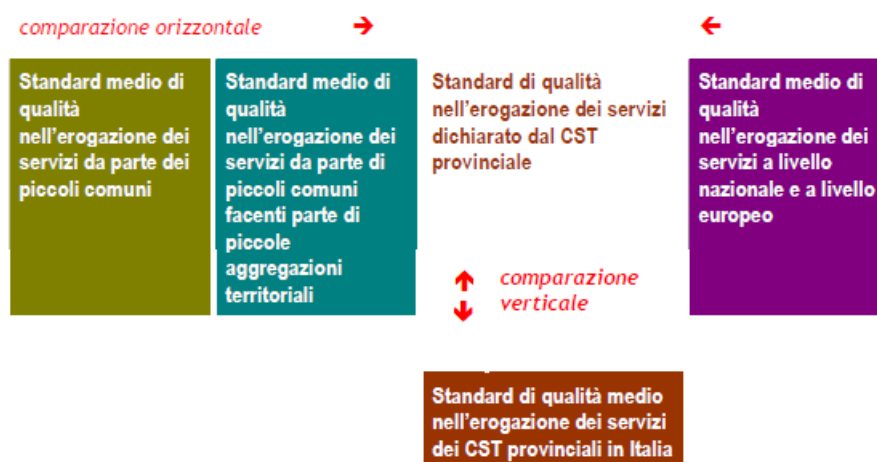 comparazione orizzontale → ←
Standard medio di
qualità
nell'erogazione dei
servizi da parte dei
piccoli comuni
Standard medio di
qualità
nell'erogazione dei
servizi da parte di
piccoli comuni
facenti parte di
piccole
aggregazioni
territoriali
Standard di qualità
nell'erogazione dei servizi
dichiarato dal CST
provinciale
Standard medio di
qualità
nell'erogazione dei
servizi a livello
nazionale e a livello
europeo
↑ comparazione
↓ verticale
Standard di qualità medio
nell'erogazione dei servizi
dei CST provinciali in Italia